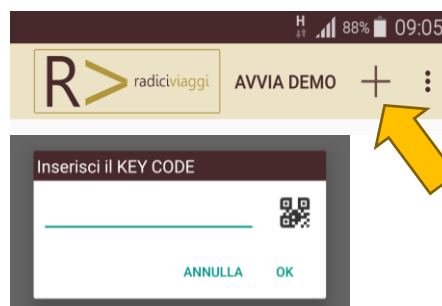 H 88% 09:05
R> radiciviaggi AVVIA DEMO
Inserisci il KEY CODE
ANNULLA OK